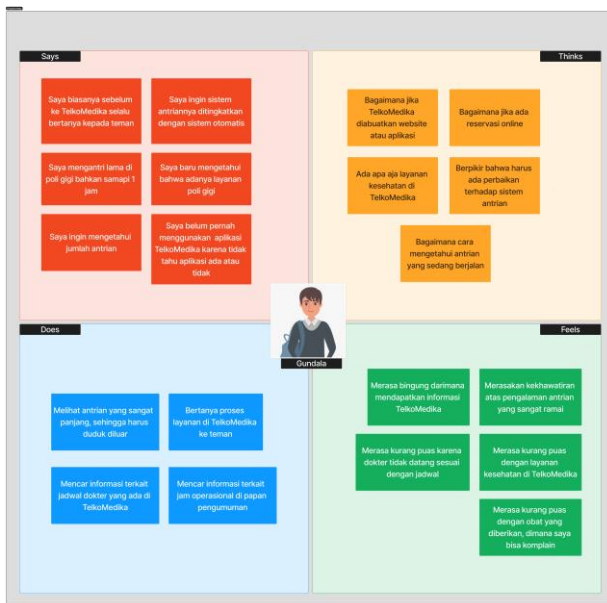 Says
Saya biasanya sebelum
ke TelkoMedika selalu
bertanya kepada teman
Saya ingin sistem
antriannya ditingkatkan
dengan sistem otomatis
Saya mengantri lama di
poli gigi bahkan samapi 1
jam
Saya baru mengetahui
bahwa adanya layanan
poli gigi
Saya ingin mengetahui
jumlah antrian
Saya belum pernah
menggunakan aplikasi
TelkoMedika karena tidak
tahu aplikasi ada atau
tidak
Thinks
Bagaimana jika
TelkoMedika
diabuatkan website
atau aplikasi
Bagaimana jika ada
reservasi online
Ada apa aja layanan
kesehatan di
TelkoMedika
Berpikir bahwa harus
ada perbaikan
terhadap sistem
antrian
Bagaimana cara
mengetahui antrian
yang sedang berjalan
Gundala
Does
Melihat antrian yang sangat
panjang, sehingga harus
duduk diluar
Bertanya proses
layanan di TelkoMedika
ke teman
Mencar informasi terkait
jadwal dokter yang ada di
TelkoMedika
Mencar informasi terkait
jam operasional di papan
pengumuman
Feels
Merasa bingung darimana
mendapatkan informasi
TelkoMedika
Merasakan kekhawatiran
atas pengalaman antrian
yang sangat ramai
Merasa kurang puas karena
dokter tidak datang sesuai
dengan jadwal
Merasa kurang puas
dengan layanan
kesehatan di TelkoMedika
Merasa kurang puas
dengan obat yang
diberikan, dimana saya
bisa komplain